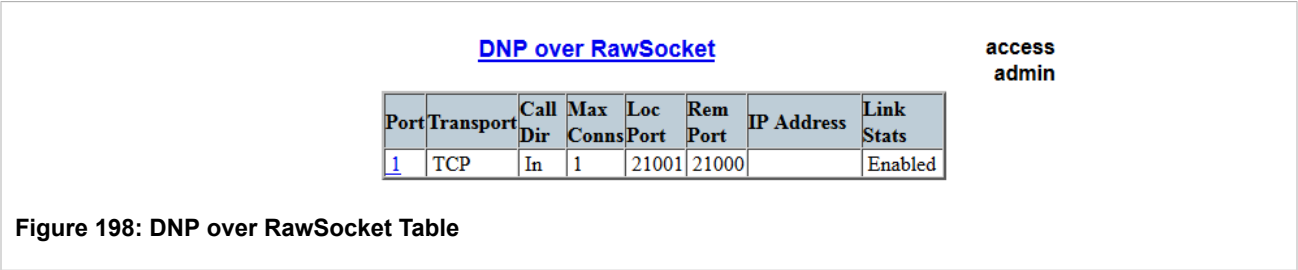 DNP over RawSocket
access
admin
Port Transport Call Dir Max Conns Loc Port Rem Port IP Address Link Stats
1 TCP In 1 21001 21000 Enabled
Figure 198: DNP over RawSocket Table